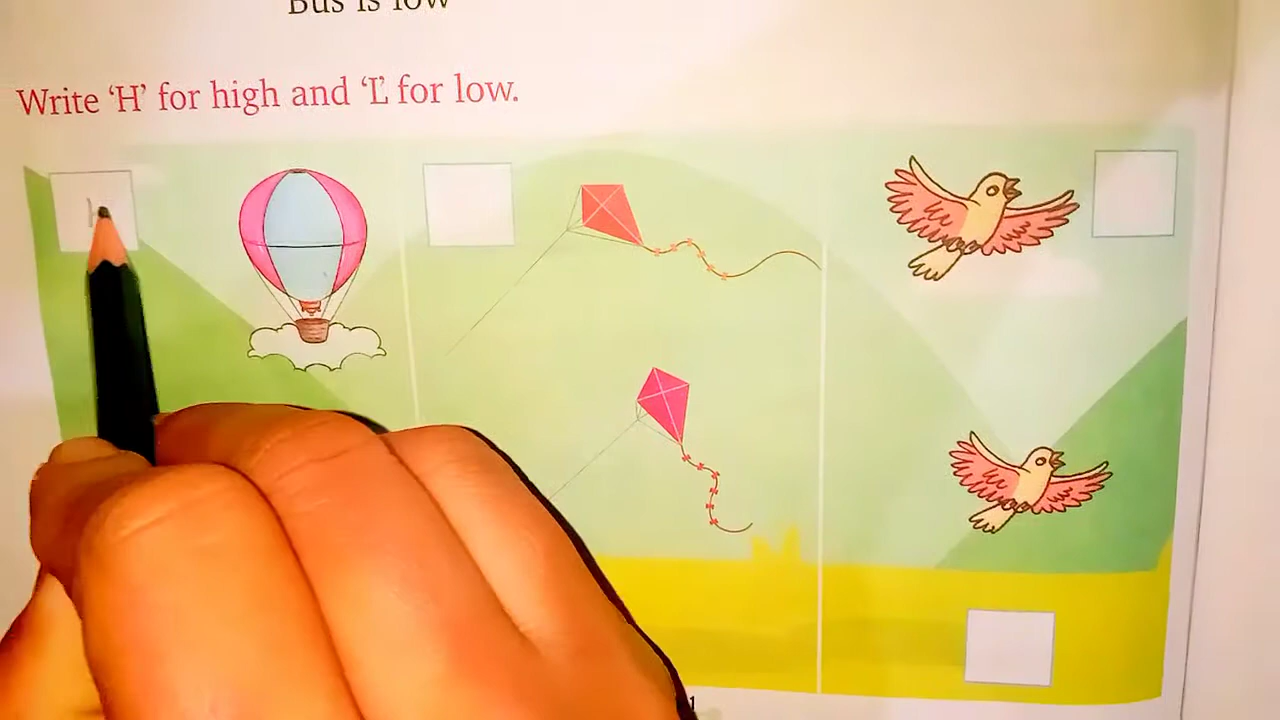 Bus is low
Write ‘H’ for high and ‘L’ for low.